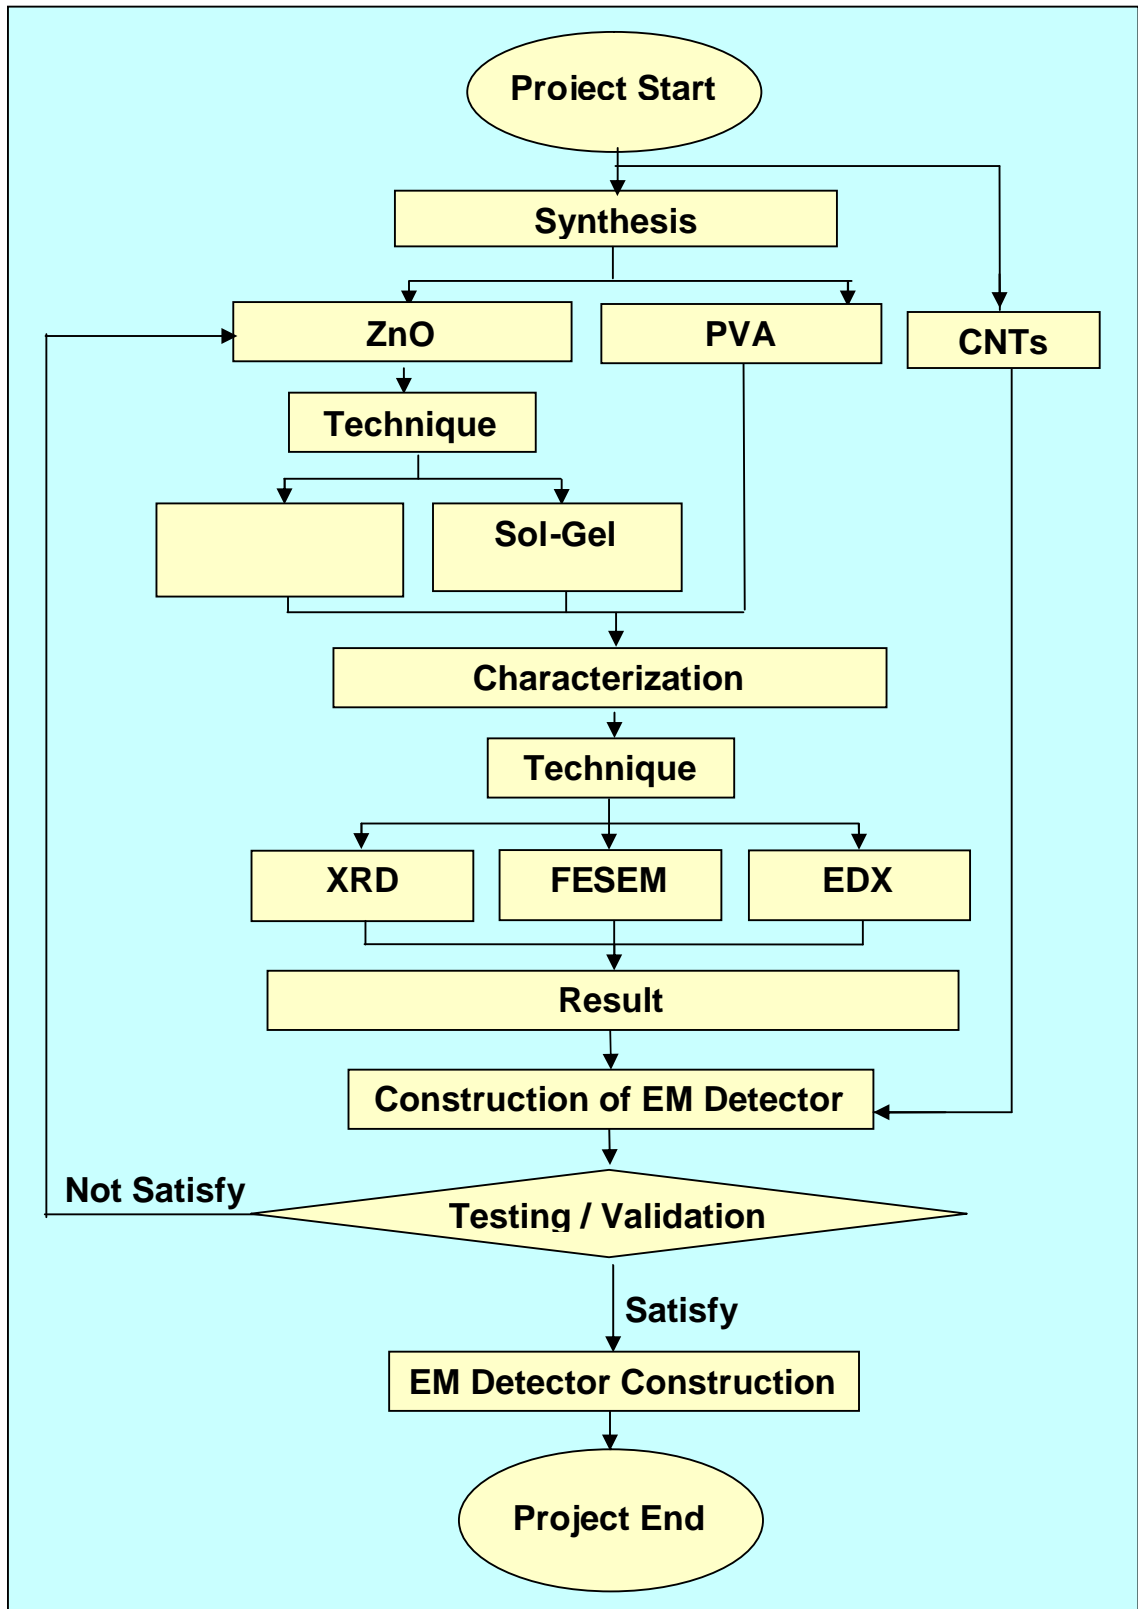 Project Start
Synthesis
ZnO
PVA
CNTs
Technique
Sol-Gel
Characterization
Technique
XRD
FESEM
EDX
Result
Construction of EM Detector
Not Satisfy
Testing / Validation
Satisfy
EM Detector Construction
Project End